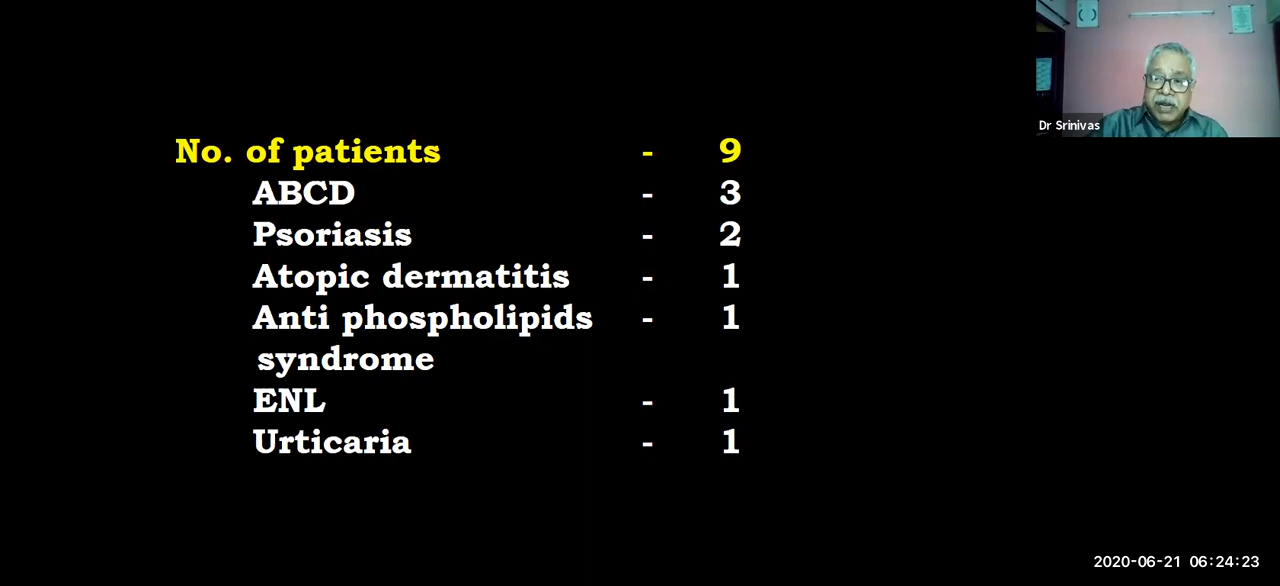 No. of patients - 9
ABCD - 3
Psoriasis - 2
Atopic dermatitis - 1
Anti phospholipids - 1
syndrome
ENL - 1
Urticaria - 1
Dr Srinivas
2020-06-21 06:24:23